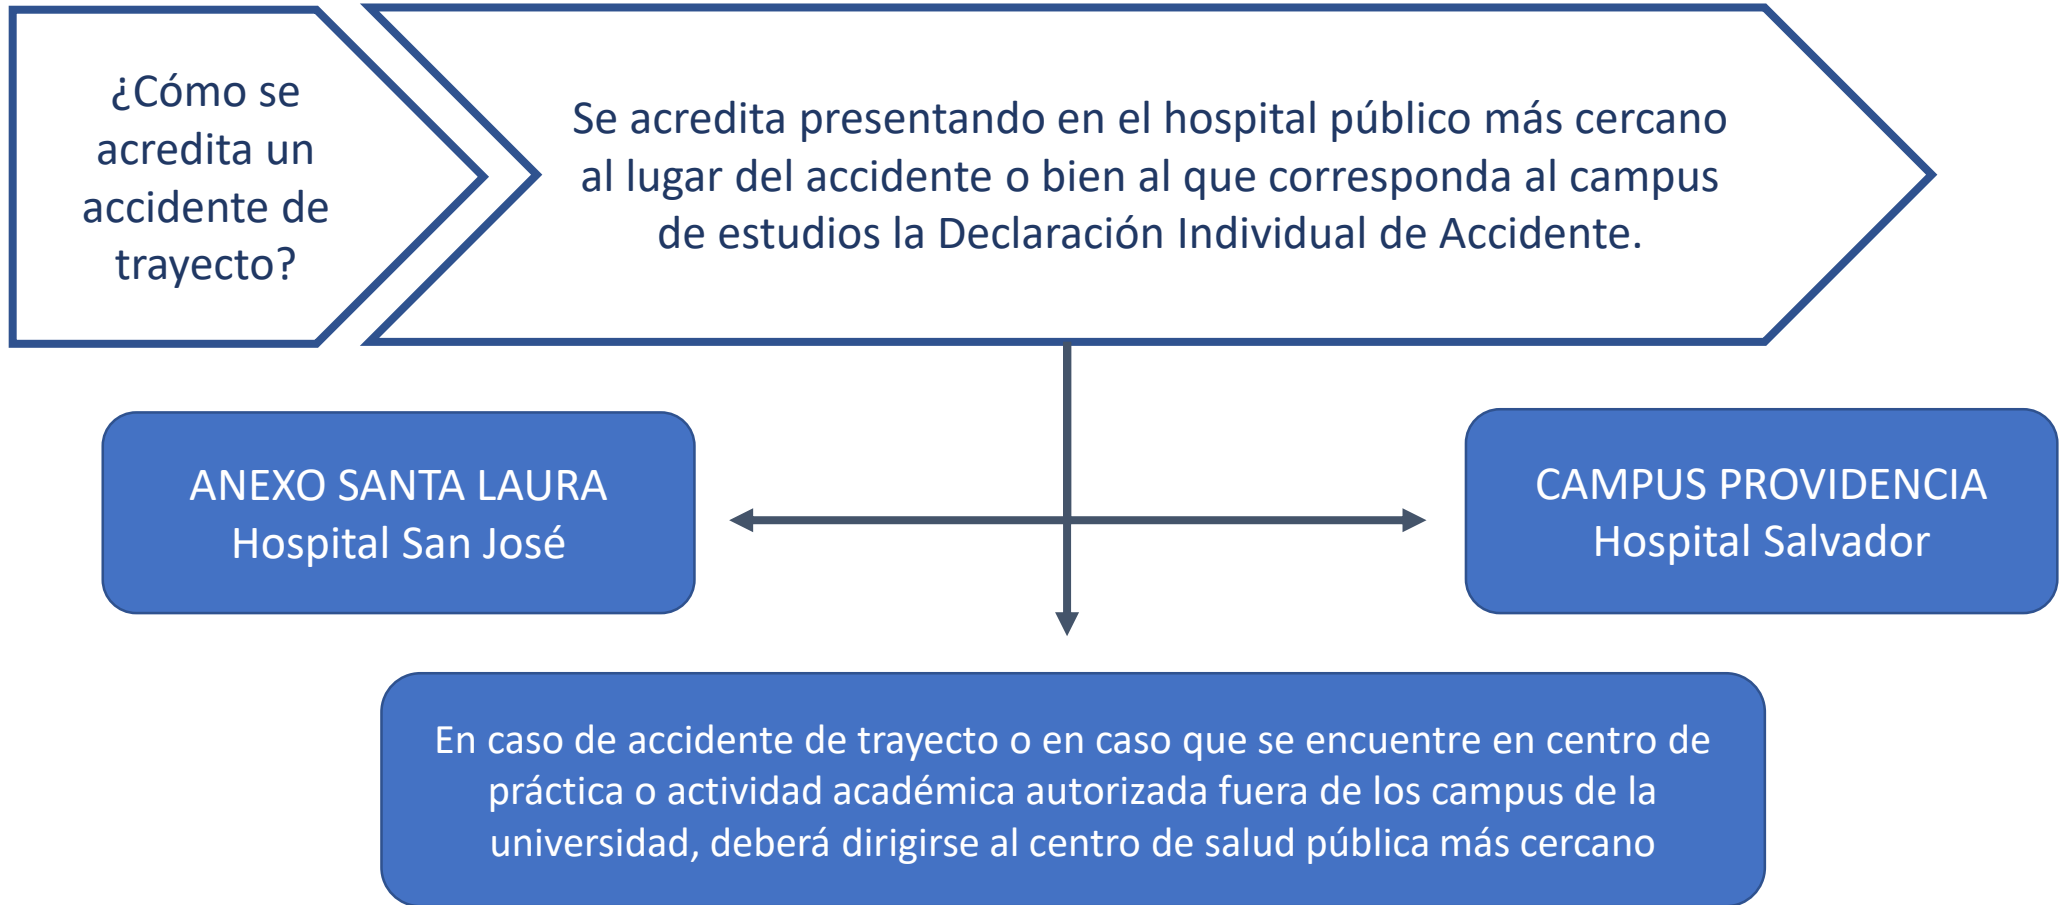 ¿Cómo se
acredita un
accidente de
trayecto?
Se acredita presentando en el hospital público más cercano
al lugar del accidente o bien al que corresponda al campus
de estudios la Declaración Individual de Accidente.
ANEXO SANTA LAURA
Hospital San José
CAMPUS PROVIDENCIA
Hospital Salvador
En caso de accidente de trayecto o en caso que se encuentre en centro de
práctica o actividad académica autorizada fuera de los campus de la
universidad, deberá dirigirse al centro de salud pública más cercano